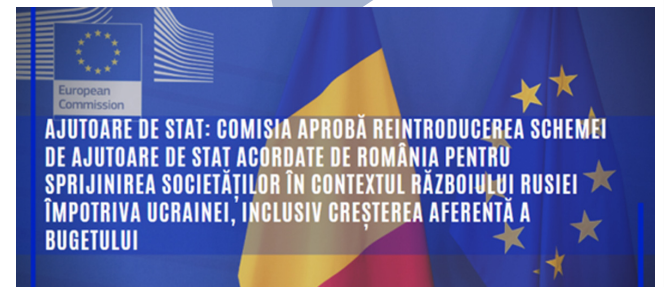 European
Commission
AJUTOARE DE STAT: COMISIA APROBĂ REINTRODUCEREA SCHEMEI
DE AJUTOARE DE STAT ACORDATE DE ROMÂNIA PENTRU
SPRIJINIREA SOCIETĂȚILOR ÎN CONTEXTUL RĂZBOIULUI RUSIEI
ÎMPOTRIVA UCRAINEI, INCLUSIV CREȘTEREA AFERENTĂ A
BUGETULUI